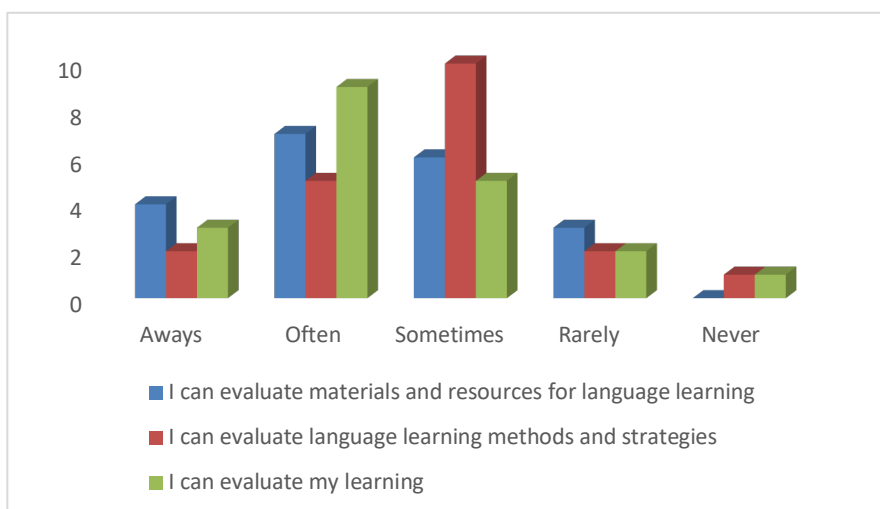 10
8
6
4
2
0
Aways Often Sometimes Rarely Never
I can evaluate materials and resources for language learning
I can evaluate language learning methods and strategies
I can evaluate my learning